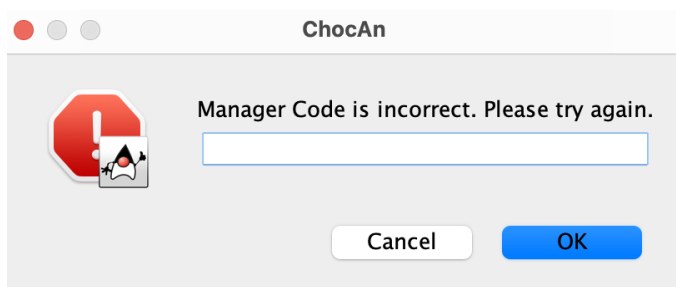 ChocAn
Manager Code is incorrect. Please try again.
Cancel
OK